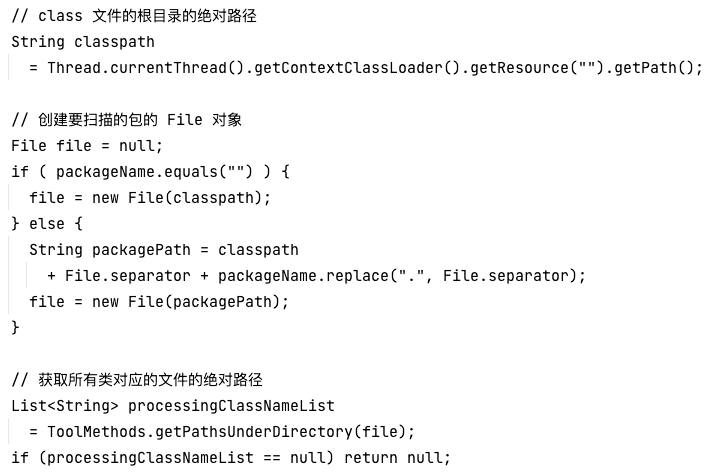 // class 文件的根目录的绝对路径
String classpath
  = Thread.currentThread().getContextClassLoader().getResource("").getPath();

// 创建要扫描的包的 File 对象
File file = null;
if ( packageName.equals("") ) {
  file = new File(classpath);
} else {
  String packagePath = classpath
    + File.separator + packageName.replace(".", File.separator);
  file = new File(packagePath);
}

// 获取所有类对应的文件的绝对路径
List<String> processingClassNameList
  = ToolMethods.getPathsUnderDirectory(file);
if (processingClassNameList == null) return null;